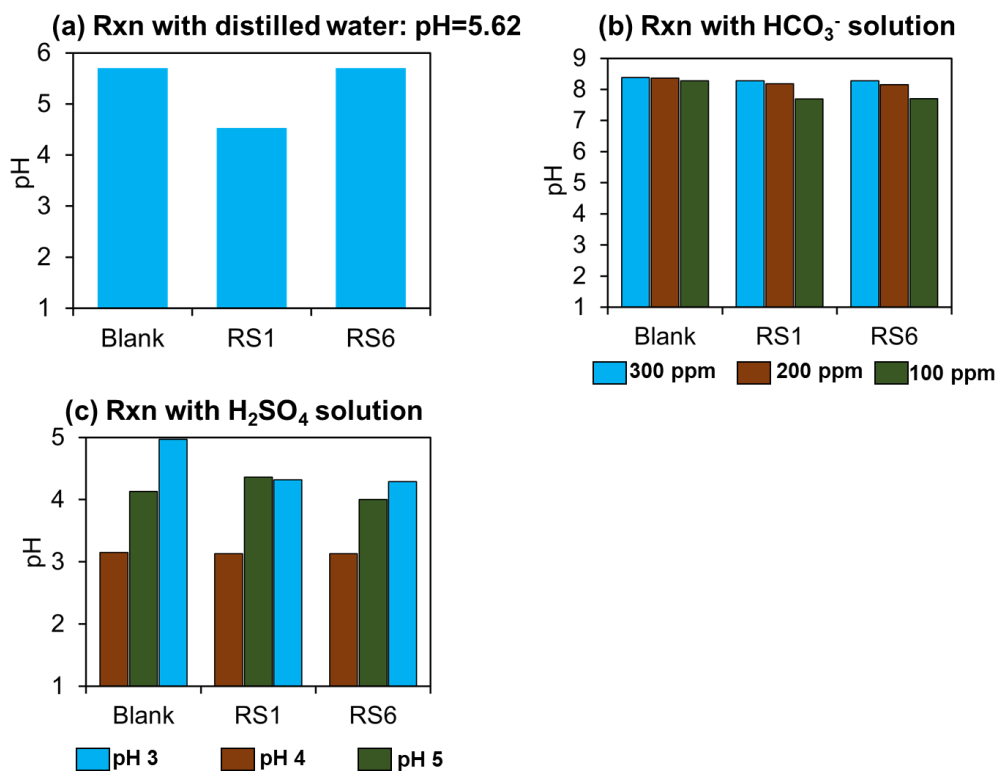 (a) Rxn with distilled water: pH=5.62
6
5
4
3
2
1
pH
Blank RS1 RS6
(b) Rxn with HCO₃⁻ solution
9
8
7
6
5
4
3
2
1
pH
Blank RS1 RS6
300 ppm 200 ppm 100 ppm
(c) Rxn with H₂SO₄ solution
5
4
3
2
1
pH
Blank RS1 RS6
pH 3 pH 4 pH 5